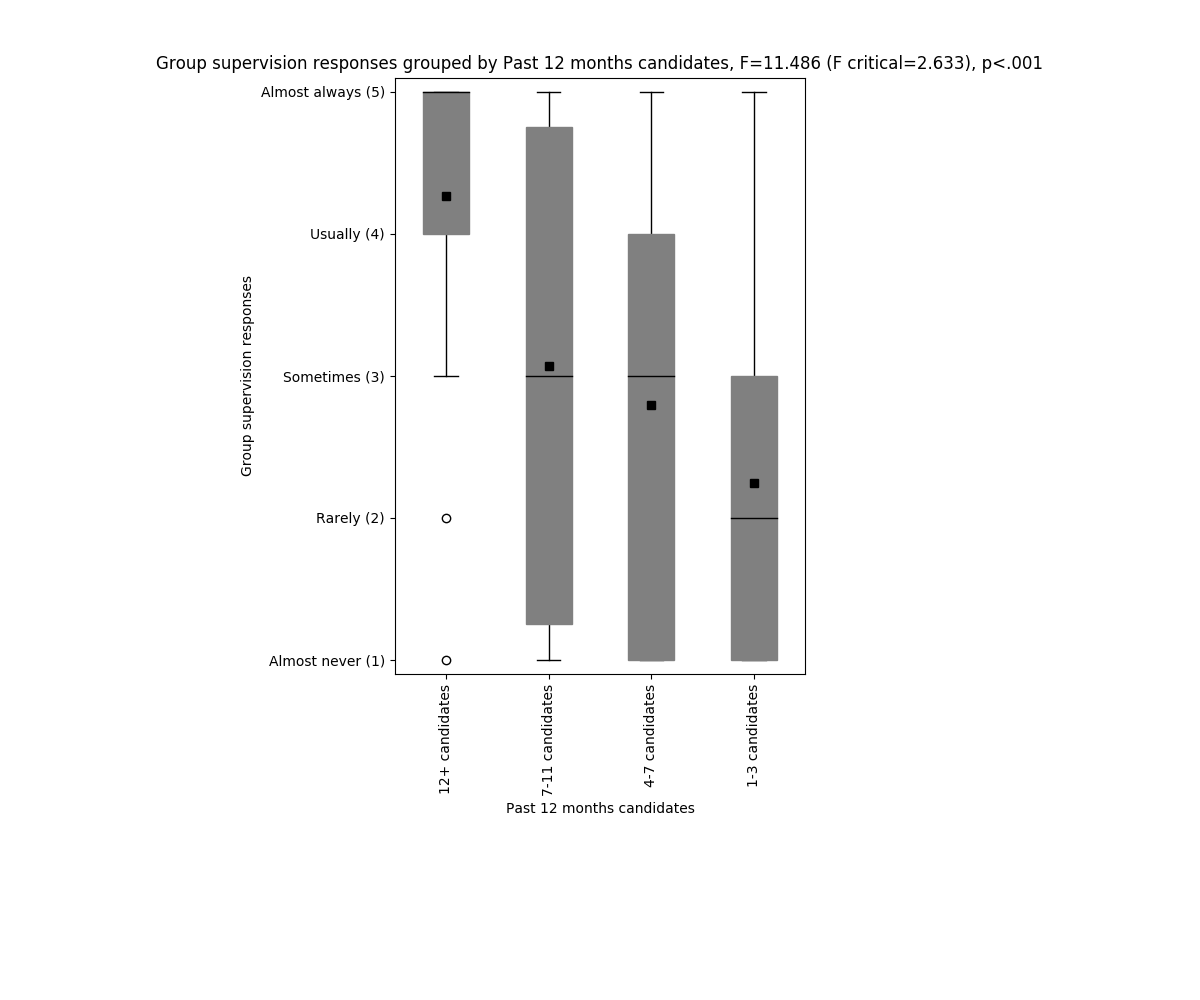 Group supervision responses grouped by Past 12 months candidates, F=11.486 (F critical=2.633), p<.001
Almost always (5)
Usually (4)
Sometimes (3)
Rarely (2)
Almost never (1)
Group supervision responses
12+ candidates
7-11 candidates
4-7 candidates
1-3 candidates
Past 12 months candidates